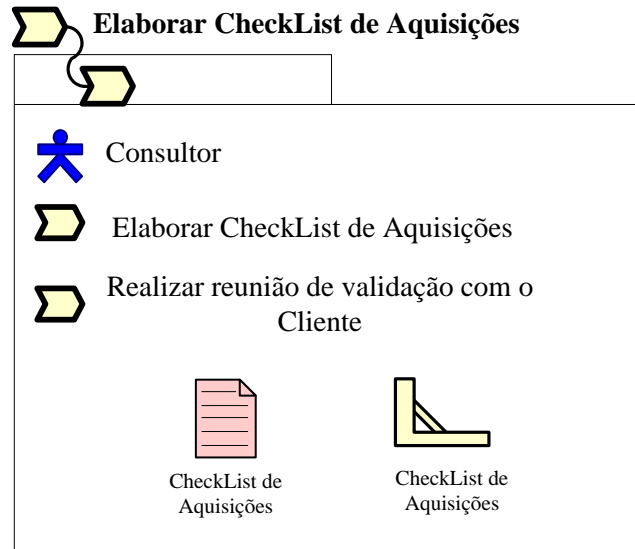 Elaborar CheckList de Aquisições
Consultor
Elaborar CheckList de Aquisições
Realizar reunião de validação com o
Cliente
CheckList de
Aquisições
CheckList de
Aquisições